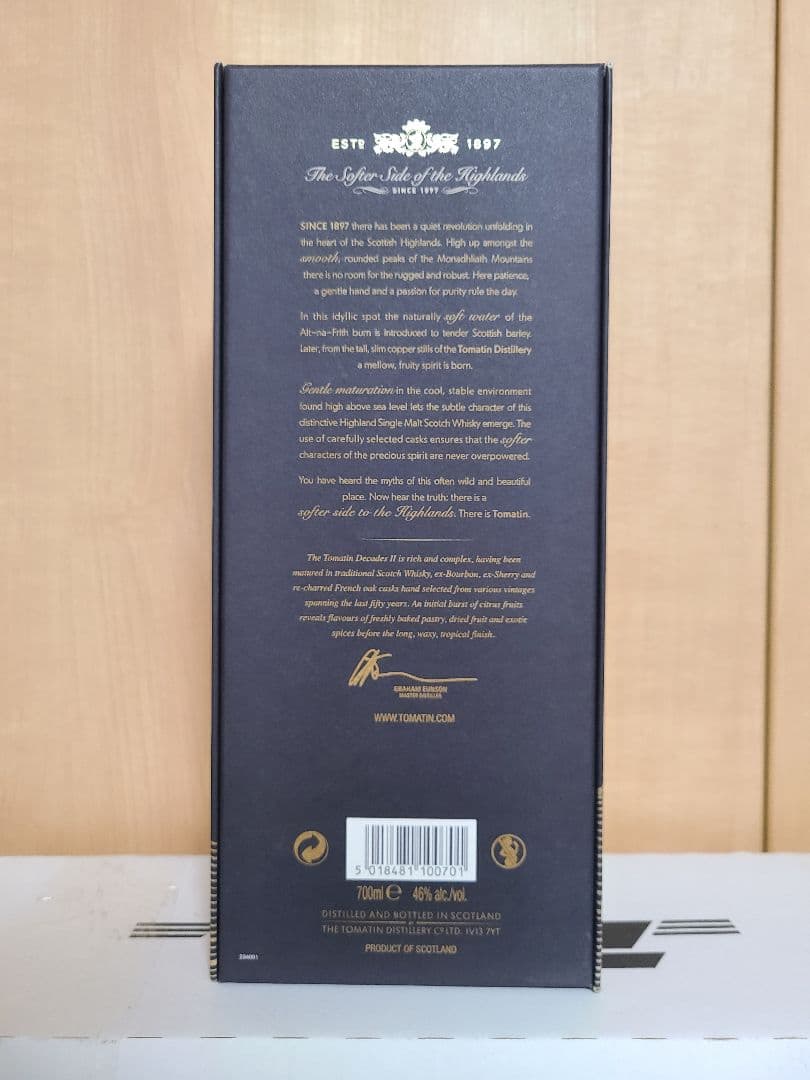 ESTD 1897
The Softer Side of the Highlands
SINCE 1897
SINCE 1897 there has been a quiet revolution unfolding in
the heart of the Scottish Highlands. High up amongst the
smooth, rounded peaks of the Monadhliath Mountains
there is no room for the rugged and robust. Here patience,
a gentle hand and a passion for purity rule the day.
In this idyllic spot the naturally soft water of the
Alt-na-Frith burn is introduced to tender Scottish barley.
Later, from the tall, slim copper stills of the Tomatin Distillery
a mellow, fruity spirit is born.
Gentle maturation in the cool, stable environment
found high above sea level lets the subtle character of this
distinctive Highland Single Malt Scotch Whisky emerge. The
use of carefully selected casks ensures that the softer
characters of the precious spirit are never overpowered.
You have heard the myths of this often wild and beautiful
place. Now hear the truth: there is a
softer side to the Highlands. There is Tomatin.
The Tomatin Decades II is rich and complex, having been
matured in traditional Scotch Whisky, ex-Bourbon, ex-Sherry and
re-charred French oak casks hand selected from various vintages
spanning the last fifty years. An initial burst of citrus fruits
reveals flavours of freshly baked pastry, dried fruit and exotic
spices before the long, waxy, tropical finish.
GRAHAM EUNSON
MASTER DISTILLER
WWW.TOMATIN.COM
5 018481 100701
700ml e 46% alc./vol.
DISTILLED AND BOTTLED IN SCOTLAND
BY
THE TOMATIN DISTILLERY CO LTD. IV13 7YT
PRODUCT OF SCOTLAND